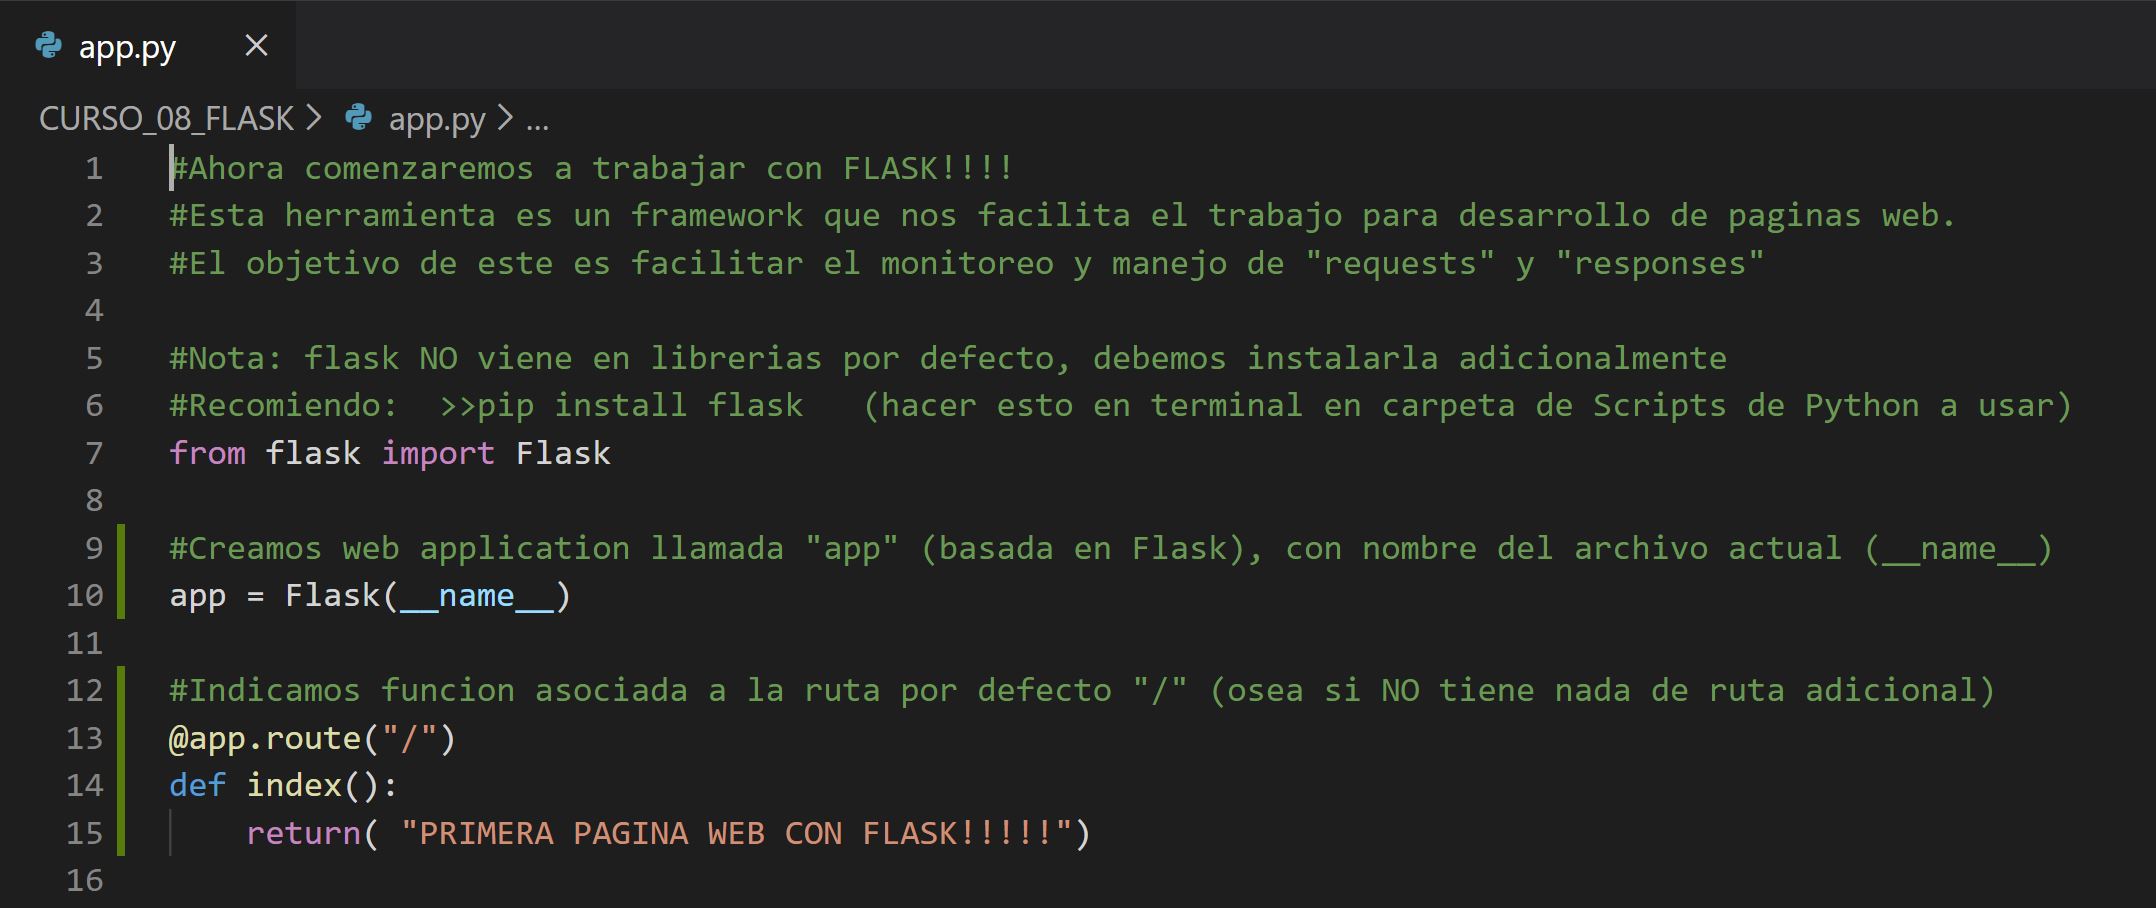 app.py
CURSO_08_FLASK > app.py > ...
1 #Ahora comenzaremos a trabajar con FLASK!!!!
2 #Esta herramienta es un framework que nos facilita el trabajo para desarrollo de paginas web.
3 #El objetivo de este es facilitar el monitoreo y manejo de "requests" y "responses"
4
5 #Nota: flask NO viene en librerias por defecto, debemos instalarla adicionalmente
6 #Recomiendo:  >>pip install flask   (hacer esto en terminal en carpeta de Scripts de Python a usar)
7 from flask import Flask
8
9 #Creamos web application llamada "app" (basada en Flask), con nombre del archivo actual (__name__)
10 app = Flask(__name__)
11
12 #Indicamos funcion asociada a la ruta por defecto "/" (osea si NO tiene nada de ruta adicional)
13 @app.route("/")
14 def index():
15     return( "PRIMERA PAGINA WEB CON FLASK!!!!!")
16